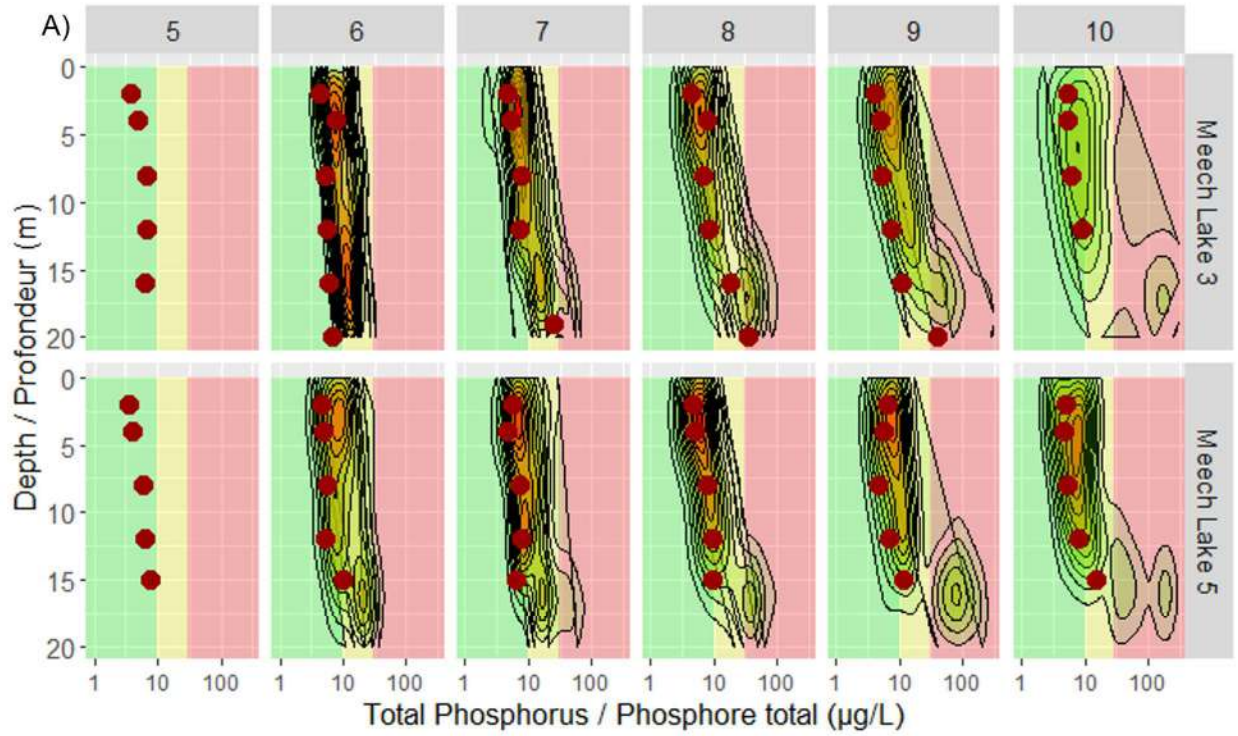 A)
5 6 7 8 9 10
0
5
10
15
20
Meech Lake 3
0
5
10
15
20
Meech Lake 5
Depth / Profondeur (m)
1 10 100 1 10 100 1 10 100 1 10 100 1 10 100 1 10 100
Total Phosphorus / Phosphore total (µg/L)